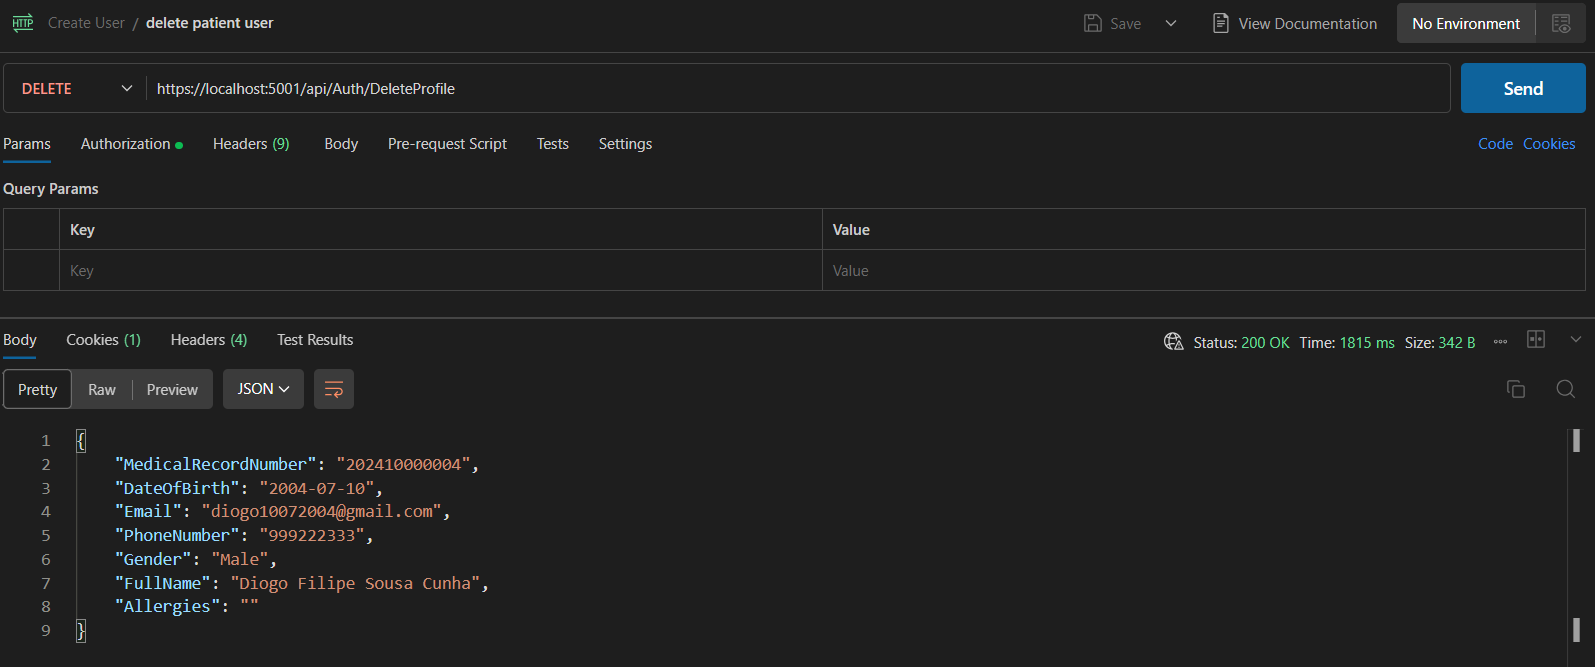 HTTP Create User / delete patient user Save View Documentation No Environment
DELETE https://localhost:5001/api/Auth/DeleteProfile Send
Params Authorization Headers (9) Body Pre-request Script Tests Settings Code Cookies
Query Params
Key Value
Key Value
Body Cookies (1) Headers (4) Test Results Status: 200 OK Time: 1815 ms Size: 342 B
Pretty Raw Preview JSON
1 {
2 "MedicalRecordNumber": "202410000004",
3 "DateOfBirth": "2004-07-10",
4 "Email": "diogo10072004@gmail.com",
5 "PhoneNumber": "999222333",
6 "Gender": "Male",
7 "FullName": "Diogo Filipe Sousa Cunha",
8 "Allergies": ""
9 }